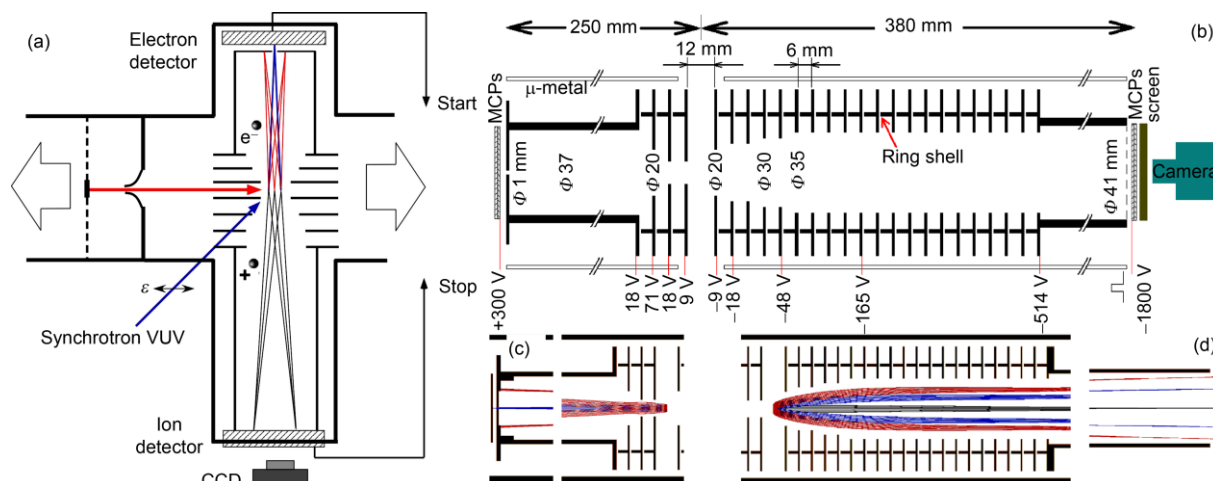 (a)
Electron
detector
Start
e⁻
+
ε
Stop
Synchrotron VUV
Ion
detector
CCD
250 mm
380 mm
(b)
12 mm
6 mm
μ-metal
MCPs
MCPs
screen
Φ 1 mm
Φ 37
Φ 20
Φ 20
Φ 30
Φ 35
Ring shell
Φ 41 mm
Camera
+300 V
18 V
71 V
18 V
9 V
−9 V
−18 V
−48 V
−165 V
−514 V
−1800 V
(c)
(d)